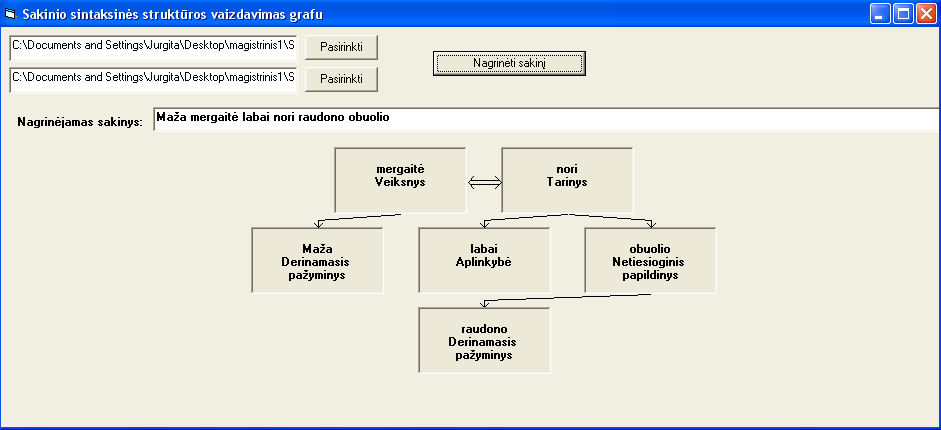 Sakinio sintaksinės struktūros vaizdavimas grafu
C:\Documents and Settings\Jurgita\Desktop\magistrinis1\S
Pasirinkti
Nagrinėti sakinį
C:\Documents and Settings\Jurgita\Desktop\magistrinis1\S
Pasirinkti
Nagrinėjamas sakinys:
Maža mergaitė labai nori raudono obuolio
mergaitė
Veiksnys
nori
Tarinys
Maža
Derinamasis
pažyminys
labai
Aplinkybė
obuolio
Netiesioginis
papildinys
raudono
Derinamasis
pažyminys